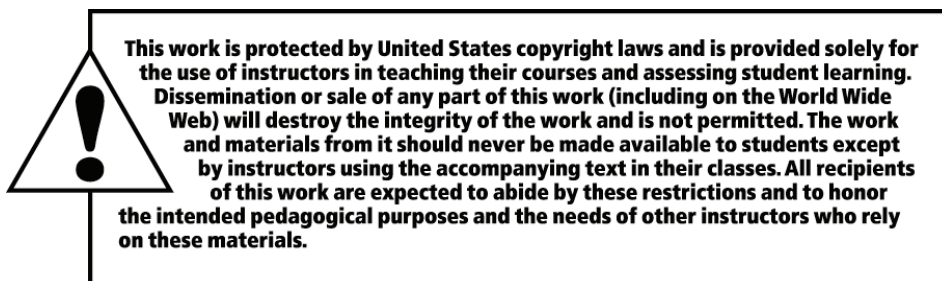 This work is protected by United States copyright laws and is provided solely for
the use of instructors in teaching their courses and assessing student learning.
Dissemination or sale of any part of this work (including on the World Wide
Web) will destroy the integrity of the work and is not permitted. The work
and materials from it should never be made available to students except
by instructors using the accompanying text in their classes. All recipients
of this work are expected to abide by these restrictions and to honor
the intended pedagogical purposes and the needs of other instructors who rely
on these materials.